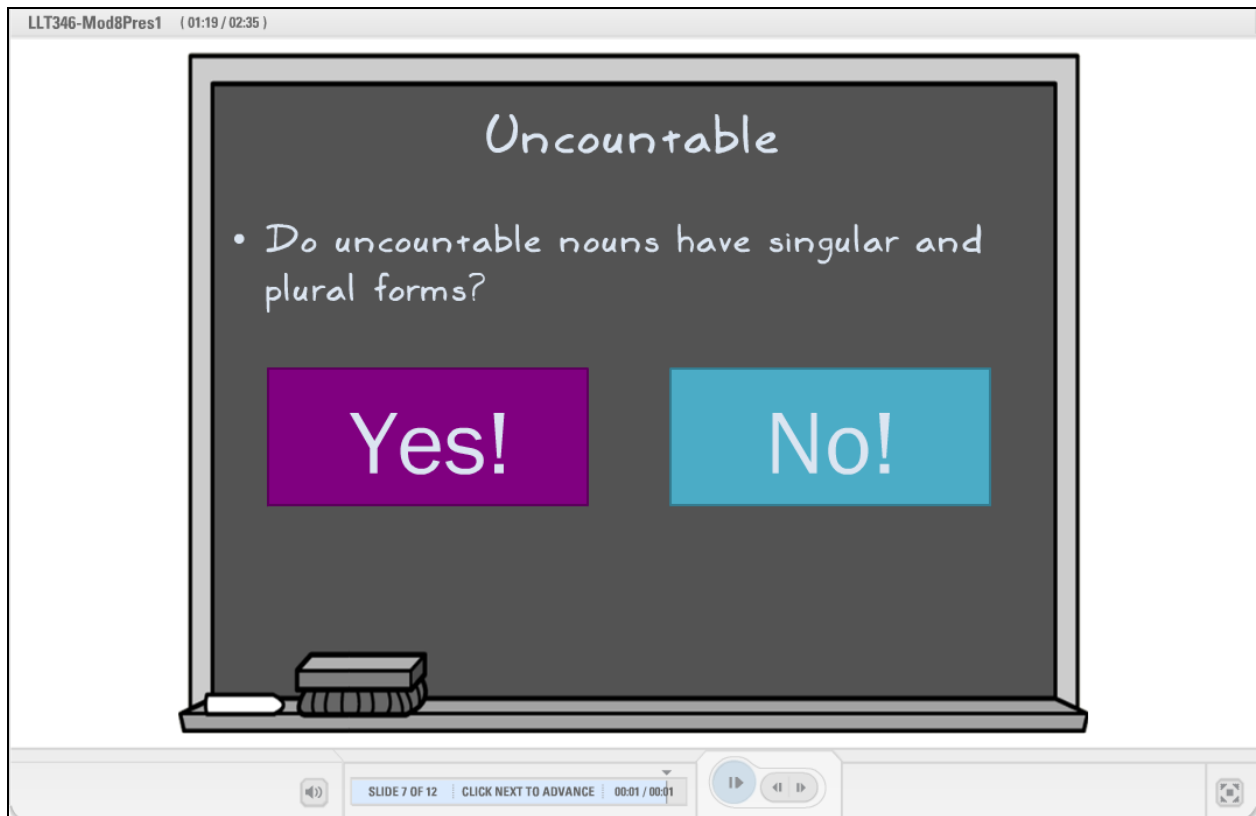 LLT346-Mod8Pres1 ( 01:19 / 02:35 )
Uncountable
• Do uncountable nouns have singular and
plural forms?
Yes! No!
SLIDE 7 OF 12 CLICK NEXT TO ADVANCE 00:01 / 00:01